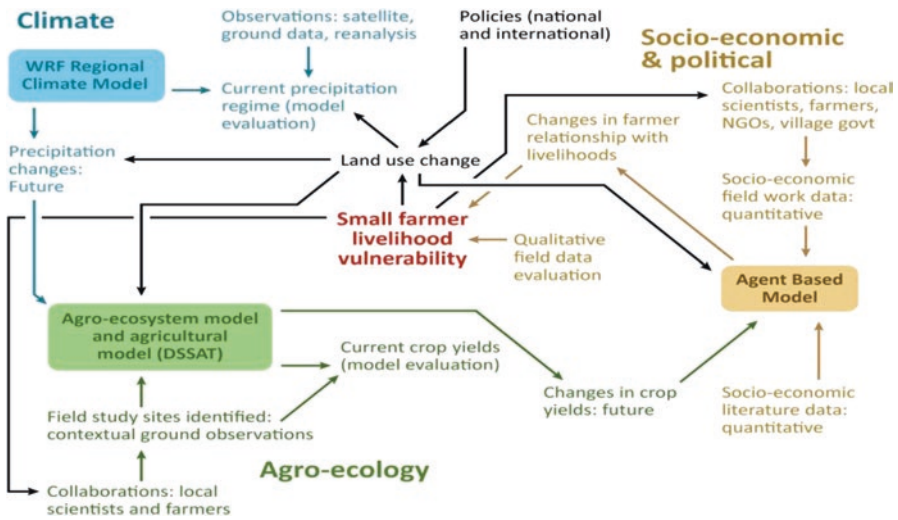 Climate
WRF Regional
Climate Model
Observations: satellite,
ground data, reanalysis
Policies (national
and international)
Socio-economic
& political
Current precipitation
regime (model
evaluation)
Collaborations: local
scientists, farmers,
NGOs, village govt
Changes in farmer
relationship with
livelihoods
Precipitation
changes:
Future
Land use change
Socio-economic
field work data:
quantitative
Small farmer
livelihood
vulnerability
Qualitative
field data
evaluation
Agent Based
Model
Agro-ecosystem model
and agricultural
model (DSSAT)
Current crop yields
(model evaluation)
Changes in crop
yields: future
Socio-economic
literature data:
quantitative
Field study sites identified:
contextual ground observations
Agro-ecology
Collaborations: local
scientists and farmers